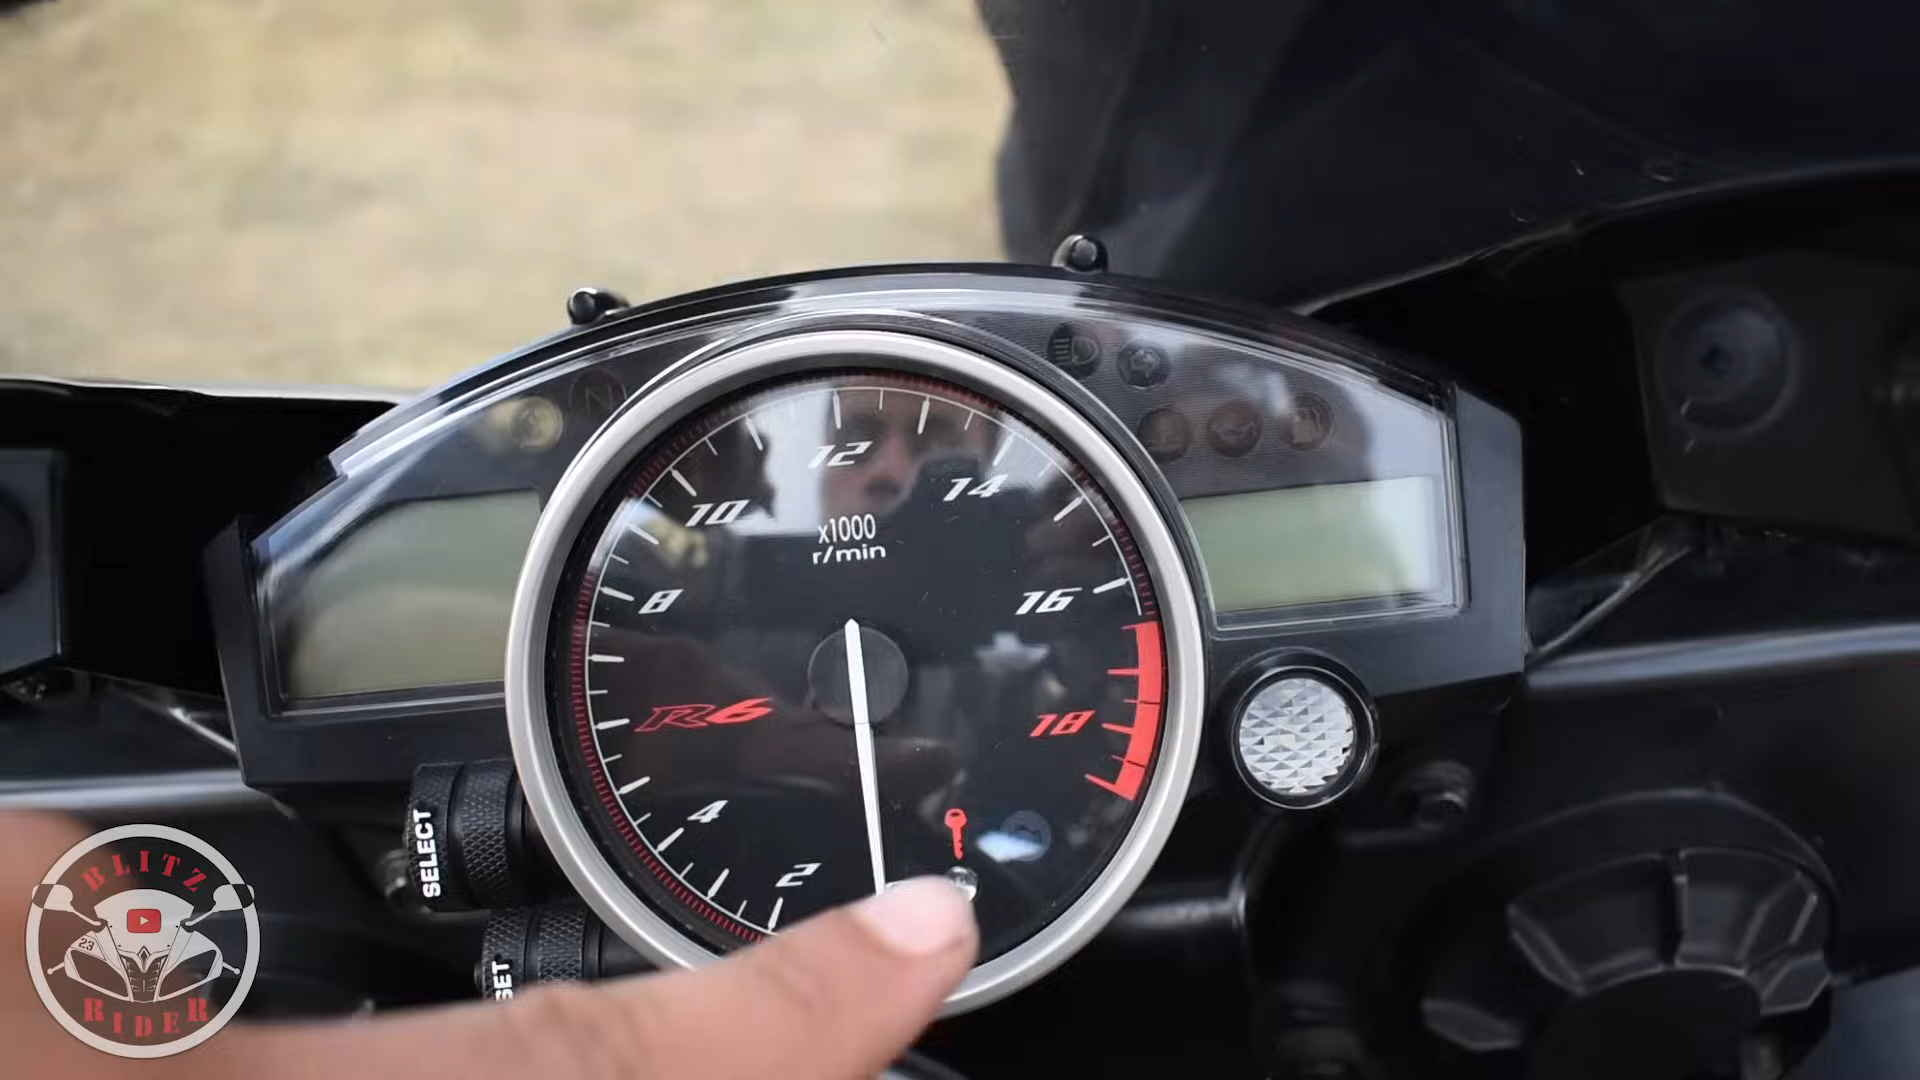 N
12
10
14
x1000
r/min
8
16
R6
18
4
2
SELECT
SET
BLITZ
23
RIDER